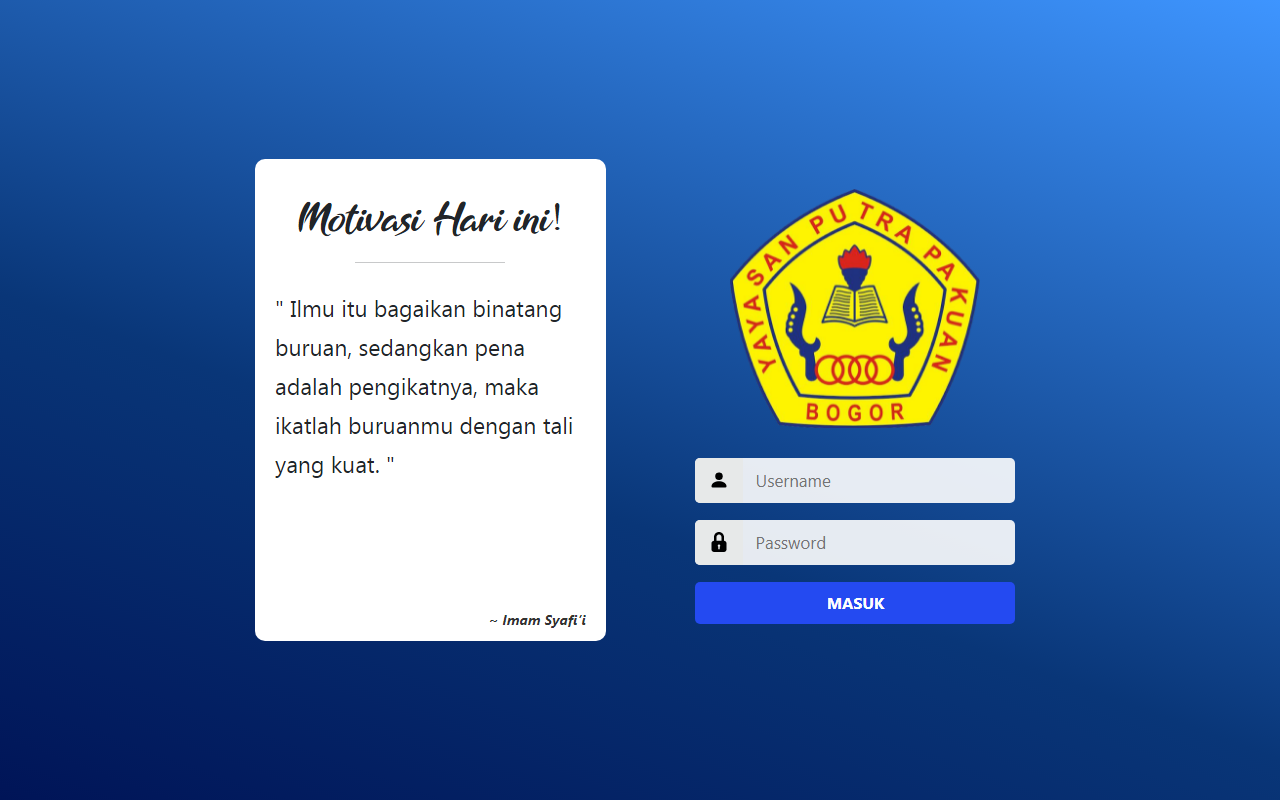 Motivasi Hari ini!
" Ilmu itu bagaikan binatang
buruan, sedangkan pena
adalah pengikatnya, maka
ikatlah buruanmu dengan tali
yang kuat. "
~ Imam Syafi'i
YAYASAN PUTRA PAKUAN
BOGOR
Username
Password
MASUK